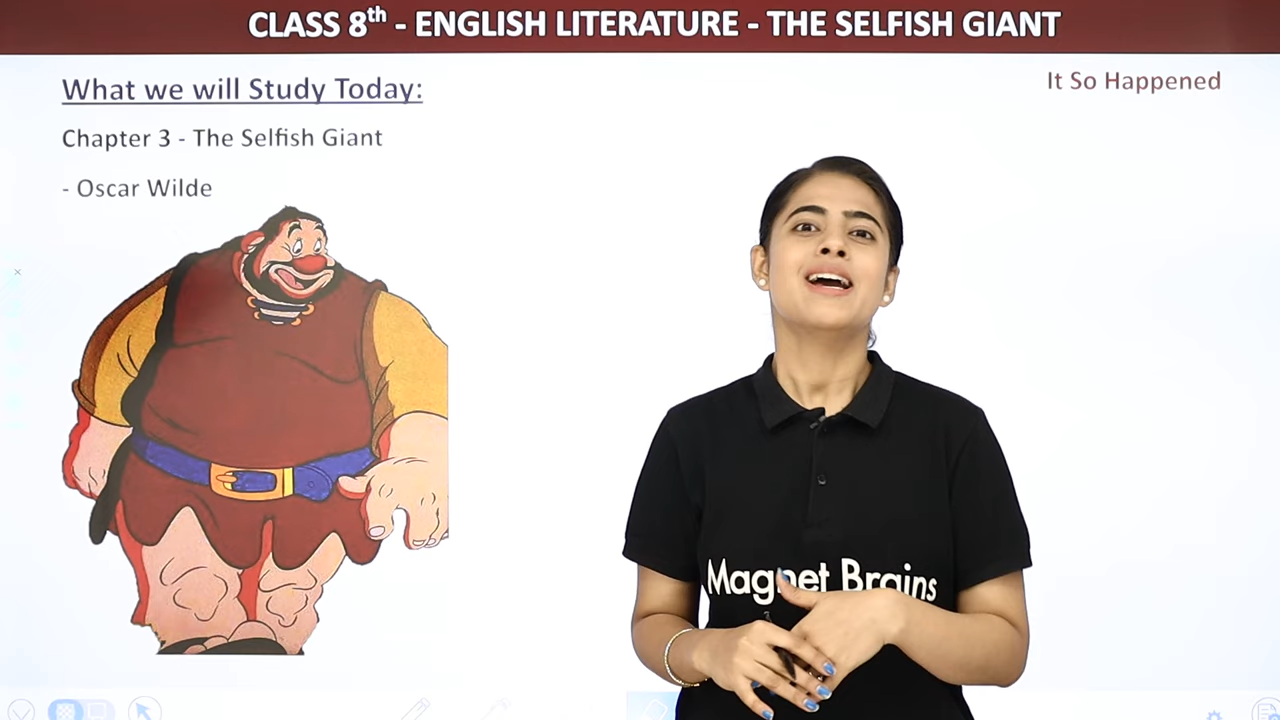 CLASS 8th - ENGLISH LITERATURE - THE SELFISH GIANT
What we will Study Today:
It So Happened
Chapter 3 - The Selfish Giant
- Oscar Wilde
Magnet Brains